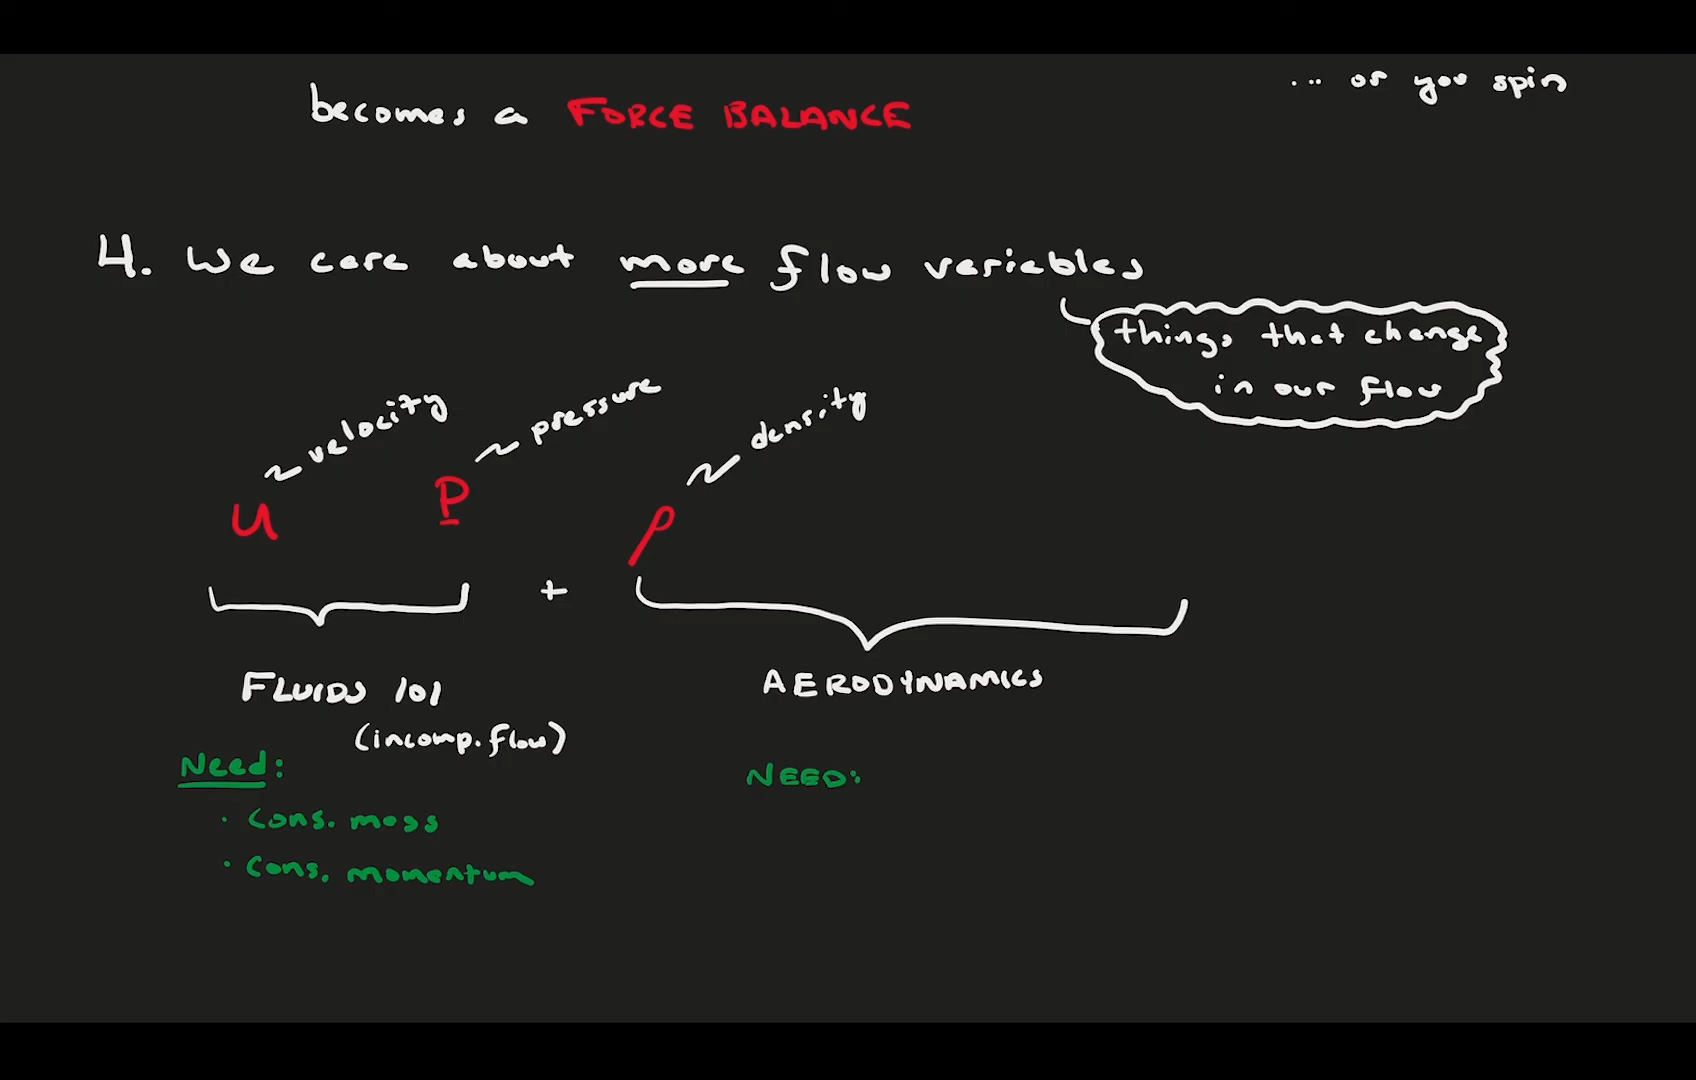 ... or you spin
becomes a FORCE BALANCE
4. We care about more flow variables
things that change
in our flow
velocity
pressure
density
u
P
ρ
+
FLUIDS 101
(incomp. flow)
AERODYNAMICS
Need:
· Cons. mass
· Cons. momentum
NEED: